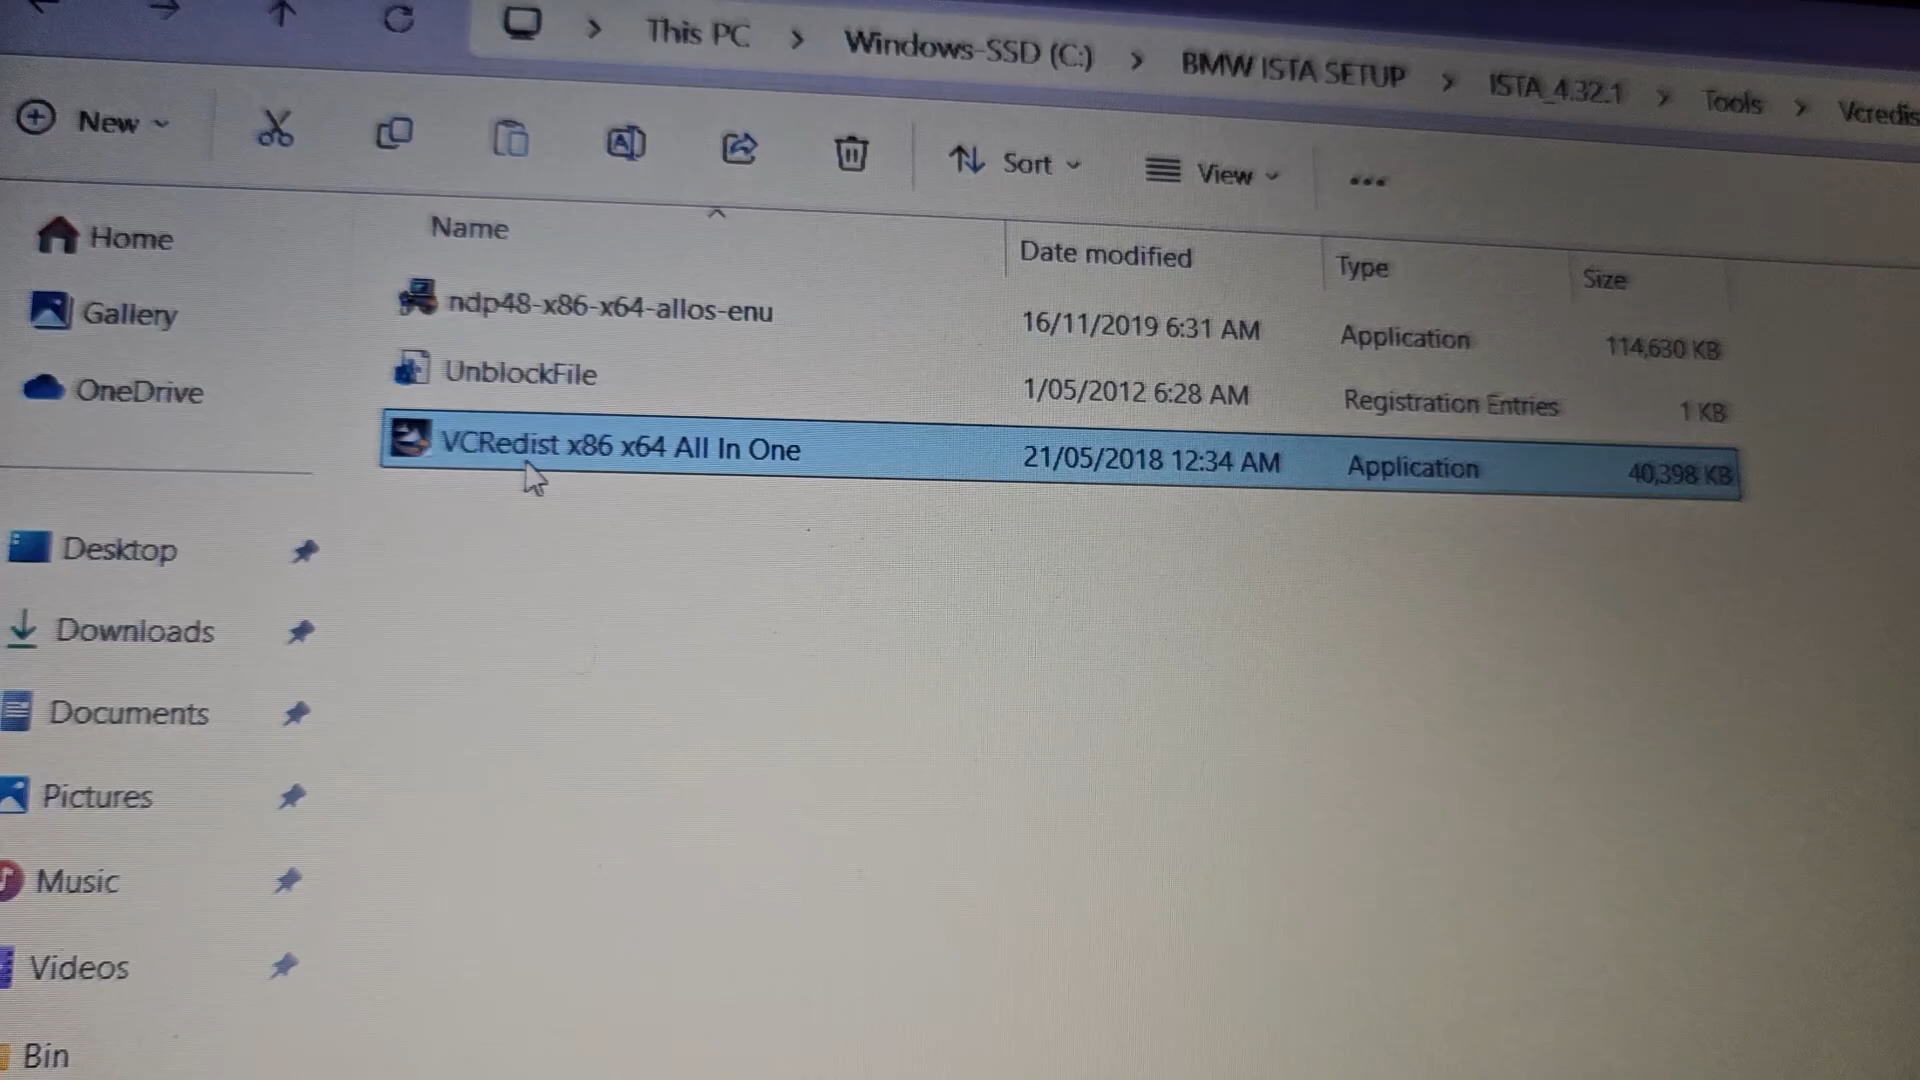 This PC > Windows-SSD (C:) > BMW ISTA SETUP > ISTA_4.32.1 > Tools > Vcredis
New
Sort
View
Name
Date modified
Type
Size
Home
Gallery
OneDrive
ndp48-x86-x64-allos-enu 16/11/2019 6:31 AM Application 114,630 KB
UnblockFile 1/05/2012 6:28 AM Registration Entries 1 KB
VCRedist x86 x64 All In One 21/05/2018 12:34 AM Application 40,398 KB
Desktop
Downloads
Documents
Pictures
Music
Videos
Bin